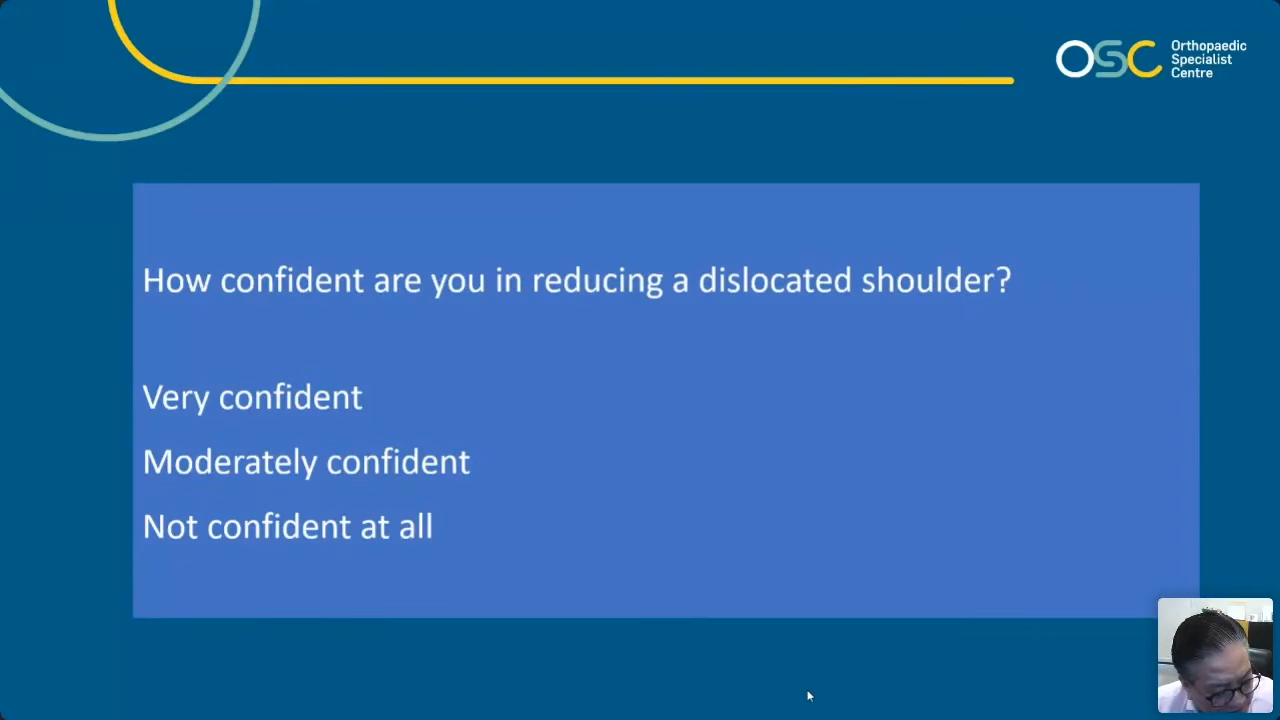 OSC
Orthopaedic
Specialist
Centre
How confident are you in reducing a dislocated shoulder?
Very confident
Moderately confident
Not confident at all